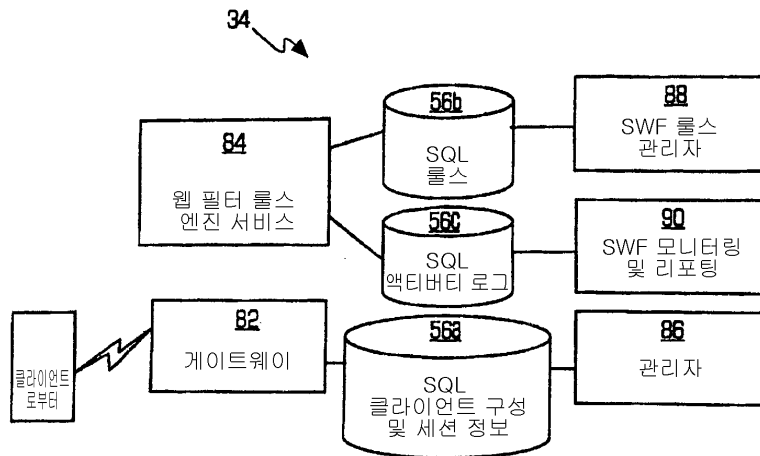 34
84
웹 필터 룰스
엔진 서비스
56b
SQL
룰스
88
SWF 룰스
관리자
56c
SQL
액티버티 로그
90
SWF 모니터링
및 리포팅
클라이언트
로부터
82
게이트웨이
56a
SQL
클라이언트 구성
및 세션 정보
86
관리자